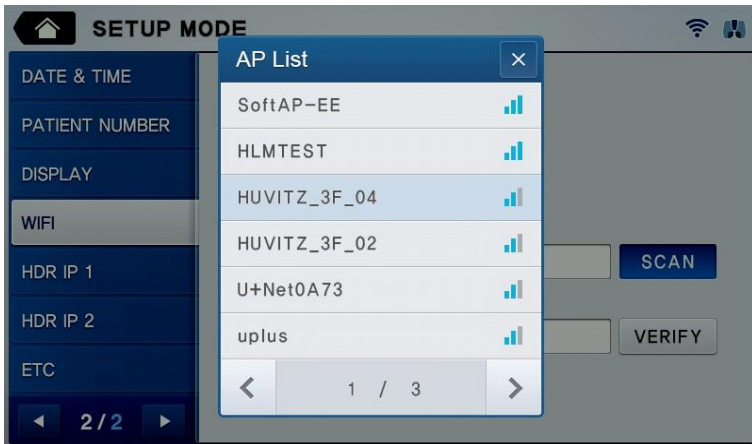 SETUP MODE
AP List
DATE & TIME
PATIENT NUMBER
DISPLAY
WIFI
HDR IP 1
HDR IP 2
ETC
2/2
SoftAP-EE
HLMTEST
HUVITZ_3F_04
HUVITZ_3F_02
U+Net0A73
uplus
1 / 3
SCAN
VERIFY